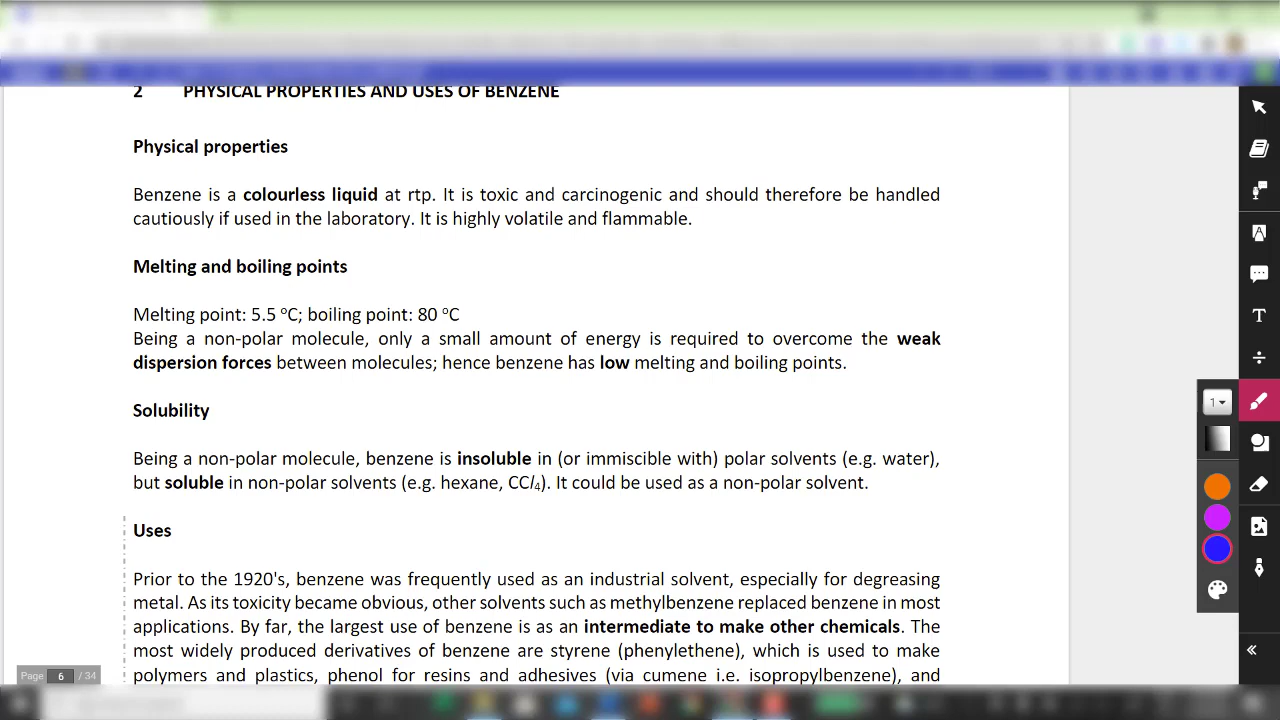 2 PHYSICAL PROPERTIES AND USES OF BENZENE
Physical properties
Benzene is a colourless liquid at rtp. It is toxic and carcinogenic and should therefore be handled
cautiously if used in the laboratory. It is highly volatile and flammable.
Melting and boiling points
Melting point: 5.5 °C; boiling point: 80 °C
Being a non-polar molecule, only a small amount of energy is required to overcome the weak
dispersion forces between molecules; hence benzene has low melting and boiling points.
Solubility
Being a non-polar molecule, benzene is insoluble in (or immiscible with) polar solvents (e.g. water),
but soluble in non-polar solvents (e.g. hexane, CCl₄). It could be used as a non-polar solvent.
Uses
Prior to the 1920's, benzene was frequently used as an industrial solvent, especially for degreasing
metal. As its toxicity became obvious, other solvents such as methylbenzene replaced benzene in most
applications. By far, the largest use of benzene is as an intermediate to make other chemicals. The
most widely produced derivatives of benzene are styrene (phenylethene), which is used to make
polymers and plastics, phenol for resins and adhesives (via cumene i.e. isopropylbenzene), and
Page 6 / 34
1